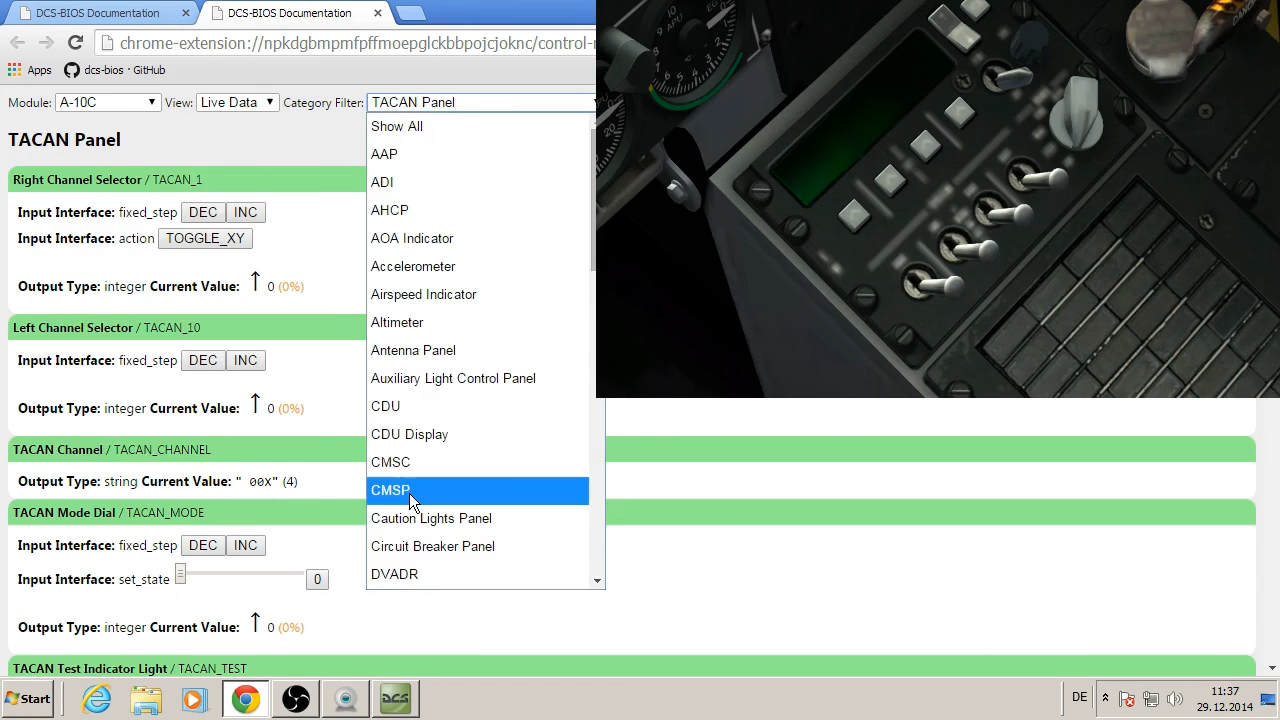 DCS-BIOS Documentation × DCS-BIOS Documentation ×
Apps dcs-bios · GitHub
Module: A-10C View: Live Data Category Filter: TACAN Panel
TACAN Panel
Show All
AAP
ADI
AHCP
AOA Indicator
Accelerometer
Airspeed Indicator
Altimeter
Antenna Panel
Auxiliary Light Control Panel
CDU
CDU Display
CMSC
CMSP
Caution Lights Panel
Circuit Breaker Panel
DVADR
Right Channel Selector / TACAN_1
Input Interface: fixed_step DEC INC
Input Interface: action TOGGLE_XY
Output Type: integer Current Value: ↑ 0 (0%)
Left Channel Selector / TACAN_10
Input Interface: fixed_step DEC INC
Output Type: integer Current Value: ↑ 0 (0%)
TACAN Channel / TACAN_CHANNEL
Output Type: string Current Value: " 00X" (4)
TACAN Mode Dial / TACAN_MODE
Input Interface: fixed_step DEC INC
Input Interface: set_state 0
Output Type: integer Current Value: ↑ 0 (0%)
TACAN Test Indicator Light / TACAN_TEST
Start
DCS
DE
11:37
29.12.2014
APU